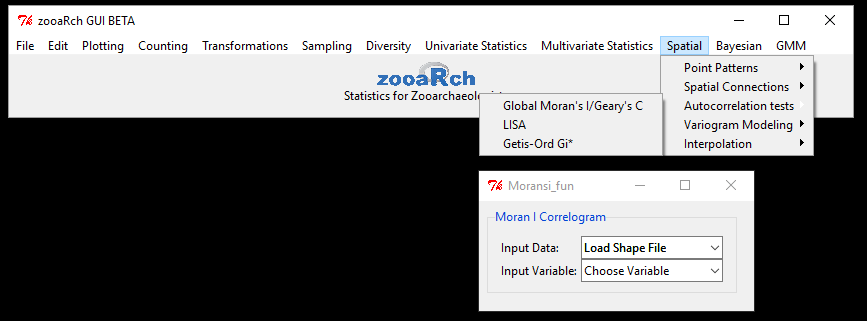 zooaRch GUI BETA
File Edit Plotting Counting Transformations Sampling Diversity Univariate Statistics Multivariate Statistics Spatial Bayesian GMM
zooaRch
Statistics for
Point Patterns
Spatial Connections
Autocorrelation tests
Variogram Modeling
Interpolation
Global Moran's I/Geary's C
LISA
Getis-Ord Gi*
Moransi_fun
Moran I Correlogram
Input Data: Load Shape File
Input Variable: Choose Variable